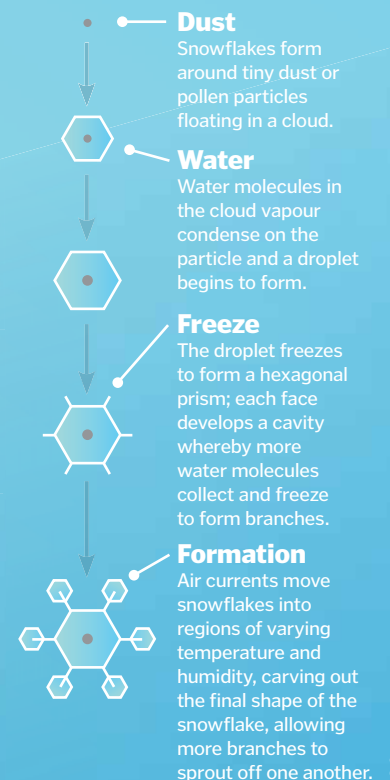 Dust
Snowflakes form
around tiny dust or
pollen particles
floating in a cloud.
Water
Water molecules in
the cloud vapour
condense on the
particle and a droplet
begins to form.
Freeze
The droplet freezes
to form a hexagonal
prism; each face
develops a cavity
whereby more
water molecules
collect and freeze
to form branches.
Formation
Air currents move
snowflakes into
regions of varying
temperature and
humidity, carving out
the final shape of the
snowflake, allowing
more branches to
sprout off one another.